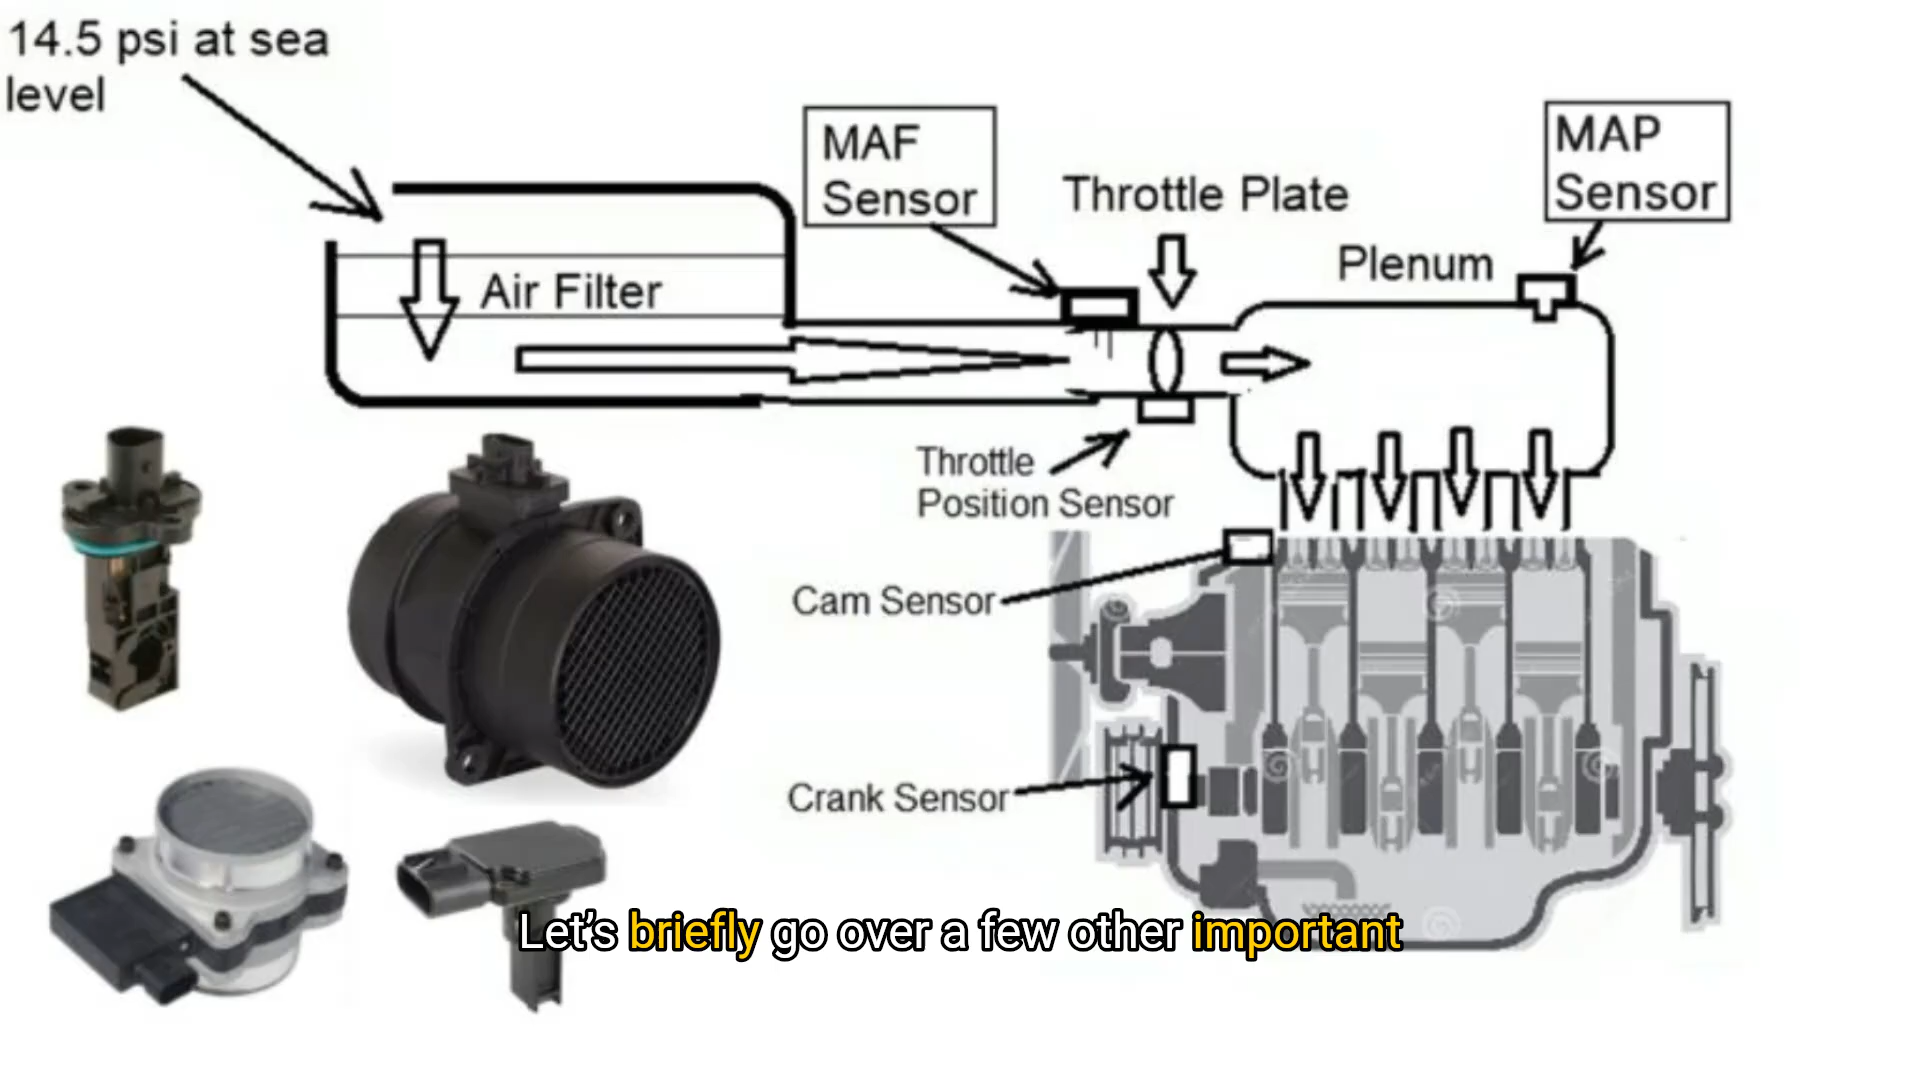 14.5 psi at sea
level
MAF
Sensor
Throttle Plate
MAP
Sensor
Plenum
Air Filter
Throttle
Position Sensor
Cam Sensor
Crank Sensor
Let's briefly go over a few other important